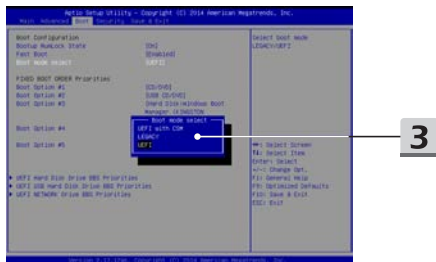 Aptio Setup Utility - Copyright (C) 2014 American Megatrends, Inc.
Main Advanced Boot Security Save & Exit
Boot Configuration
Bootup NumLock State [On]
Fast Boot [Enabled]
Boot mode select [UEFI]
FIXED BOOT ORDER Priorities
Boot Option #1 [CD/DVD]
Boot Option #2 [USB CD/DVD]
Boot Option #3 [Hard Disk:Windows Boot
Manager (KINGSTON
Boot Option #4
Boot Option #5
Boot mode select
UEFI with CSM
LEGACY
UEFI
UEFI Hard Disk Drive BBS Priorities
UEFI USB Hard Disk Drive BBS Priorities
UEFI NETWORK Drive BBS Priorities
Select boot mode
LEGACY/UEFI
3
↔: Select Screen
↑↓: Select Item
Enter: Select
+/-: Change Opt.
F1: General Help
F9: Optimized Defaults
F10: Save & Exit
ESC: Exit
Copyright (C) 2014 American Megatrends, Inc.